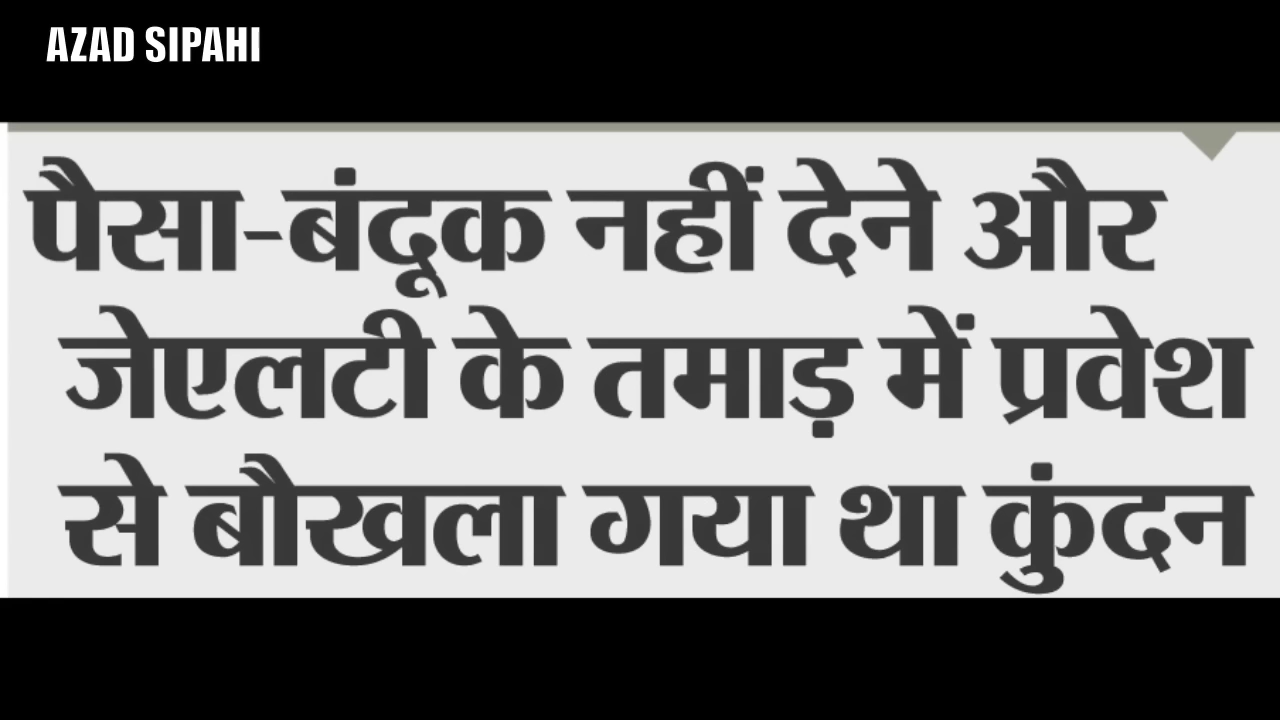 AZAD SIPAHI
पैसा-बंदूक नहीं देने और
जेएलटी के तमाड़ में प्रवेश
से बौखला गया था कुंदन